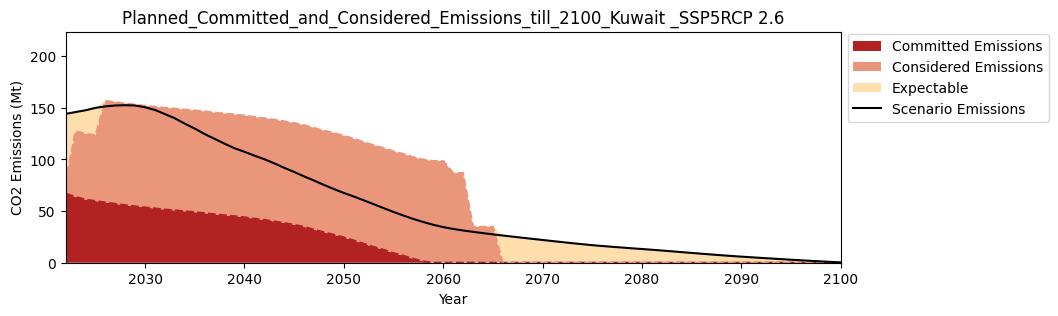 Planned_Committed_and_Considered_Emissions_till_2100_Kuwait _SSP5RCP 2.6
Committed Emissions
Considered Emissions
Expectable
Scenario Emissions
CO2 Emissions (Mt)
200
150
100
50
0
2030 2040 2050 2060 2070 2080 2090 2100
Year